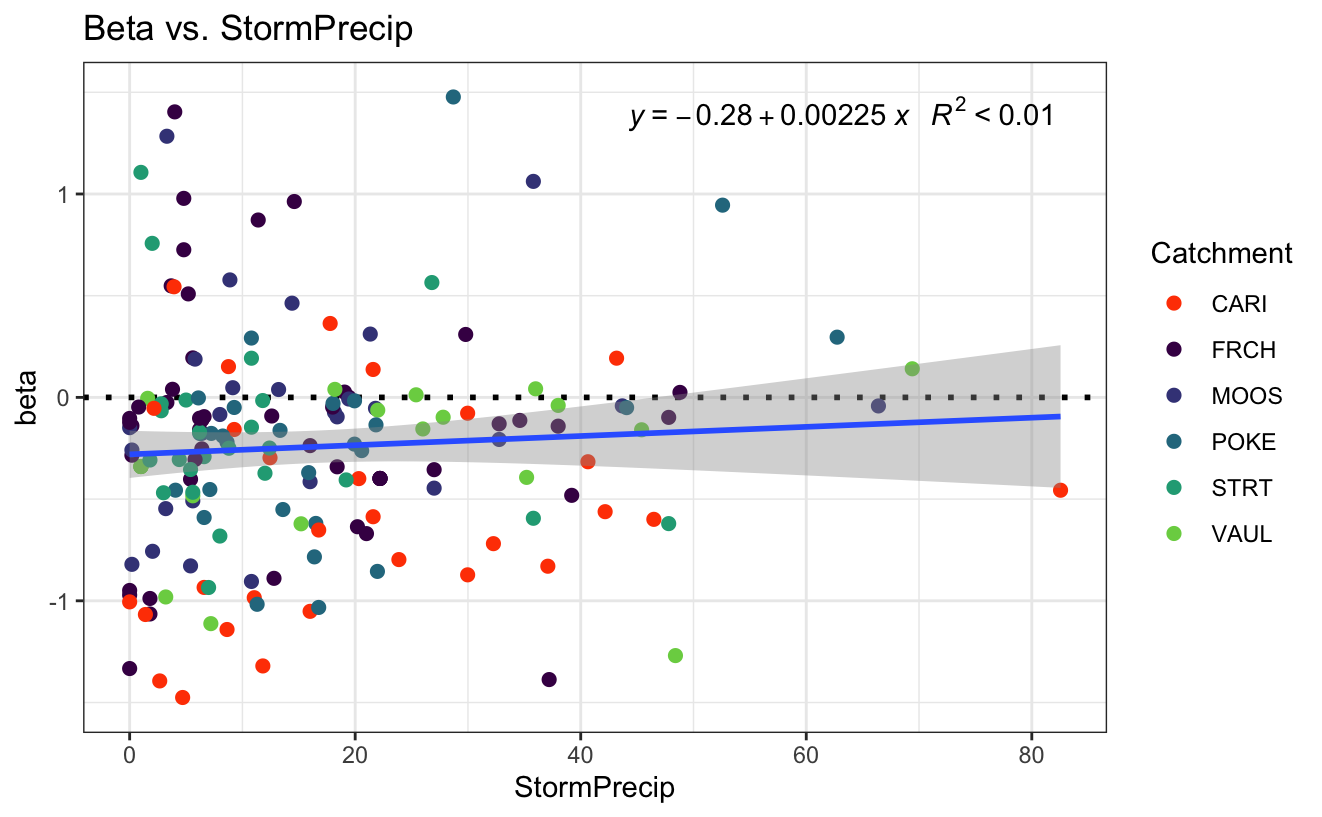 Beta vs. StormPrecip
y = −0.28 + 0.00225 x R² < 0.01
1
0
-1
beta
0 20 40 60 80
StormPrecip
Catchment
CARI
FRCH
MOOS
POKE
STRT
VAUL